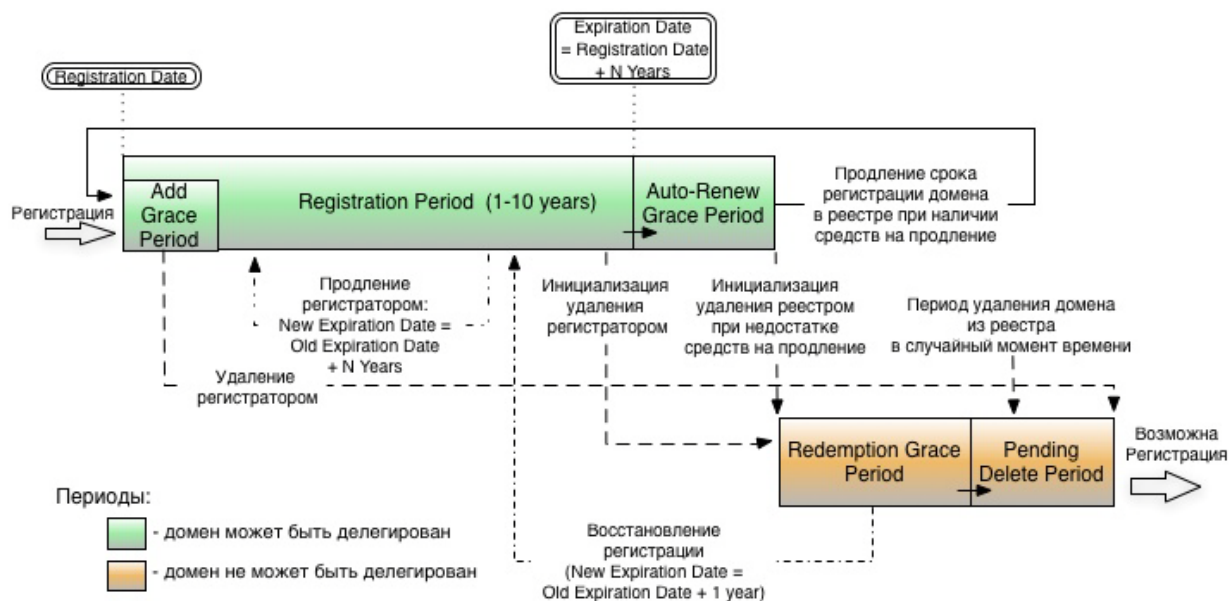 Expiration Date
= Registration Date
+ N Years
Registration Date
Регистрация
Add
Grace
Period
Registration Period (1-10 years)
Auto-Renew
Grace Period
Продление срока
регистрации домена
в реестре при наличии
средств на продление
Продление
регистратором:
New Expiration Date =
Old Expiration Date
+ N Years
Инициализация
удаления
регистратором
Инициализация
удаления реестром
при недостатке
средств на продление
Период удаления домена
из реестра
в случайный момент времени
Удаление
регистратором
Redemption Grace
Period
Pending
Delete Period
Возможна
Регистрация
Периоды:
- домен может быть делегирован
- домен не может быть делегирован
Восстановление
регистрации
(New Expiration Date =
Old Expiration Date + 1 year)